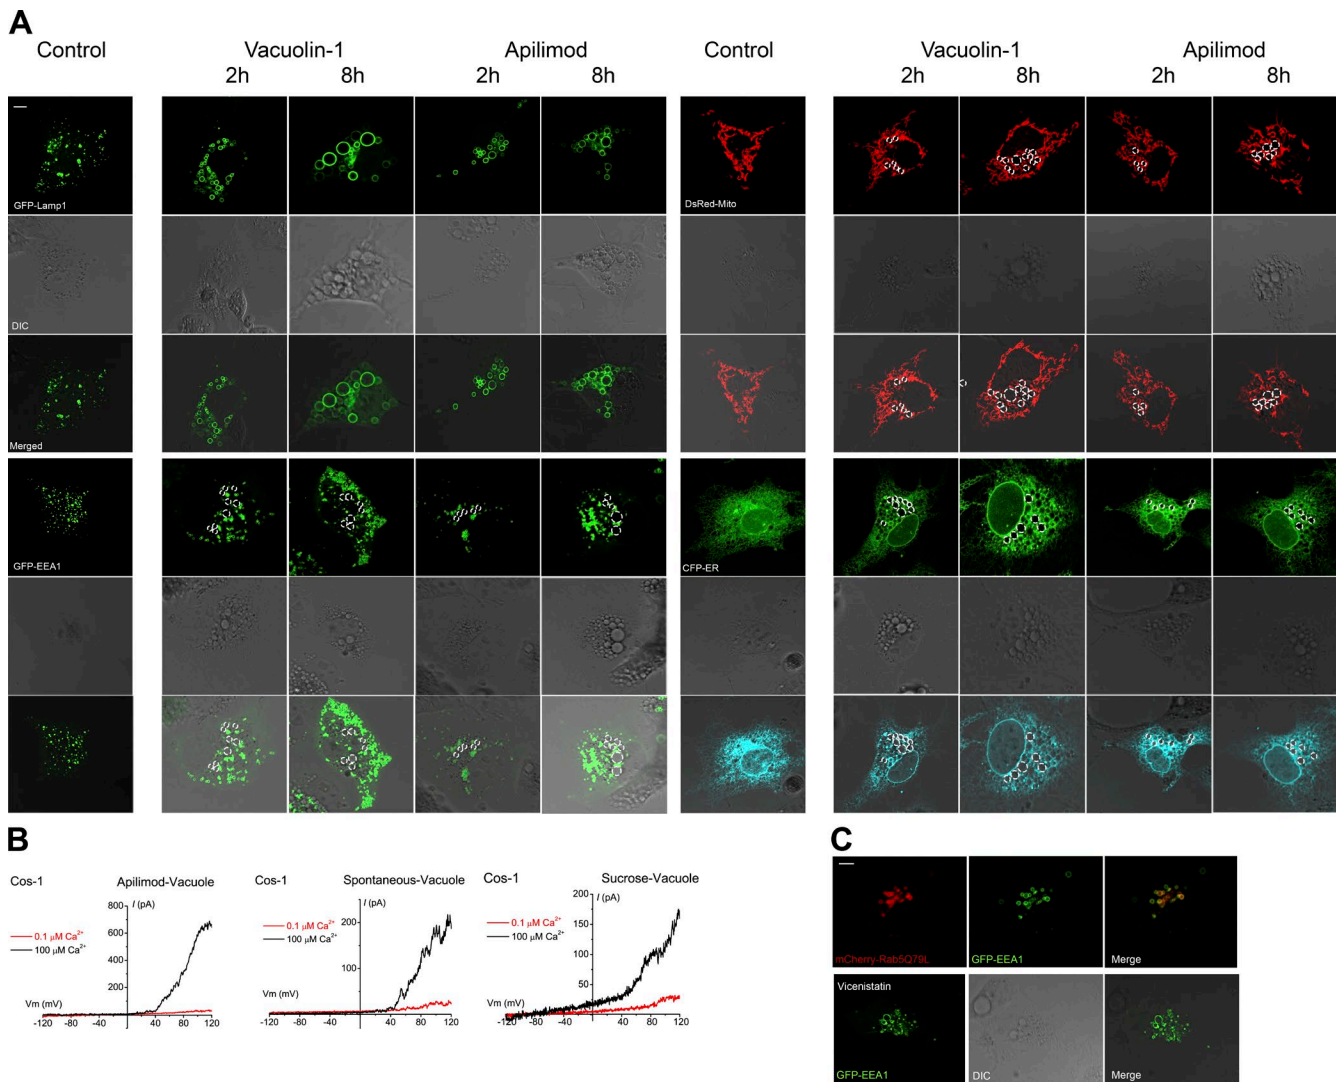 A
Control Vacuolin-1 Apilimod Control Vacuolin-1 Apilimod
2h 8h 2h 8h 2h 8h 2h 8h
GFP-Lamp1 DsRed-Mito
DIC
Merged
GFP-EEA1 CFP-ER
B
Cos-1 Apilimod-Vacuole
I (pA)
800
600
400
200
0.1 µM Ca²⁺
100 µM Ca²⁺
Vm (mV)
-120 -80 -40 0 40 80 120
Cos-1 Spontaneous-Vacuole
I (pA)
200
100
0.1 µM Ca²⁺
100 µM Ca²⁺
Vm (mV)
-120 -80 -40 40 80 120
Cos-1 Sucrose-Vacuole
I (pA)
200
150
100
50
0.1 µM Ca²⁺
100 µM Ca²⁺
Vm (mV)
-120 -80 -40 40 80 120
C
mCherry-Rab5Q79L GFP-EEA1 Merge
Vicenistatin
GFP-EEA1 DIC Merge